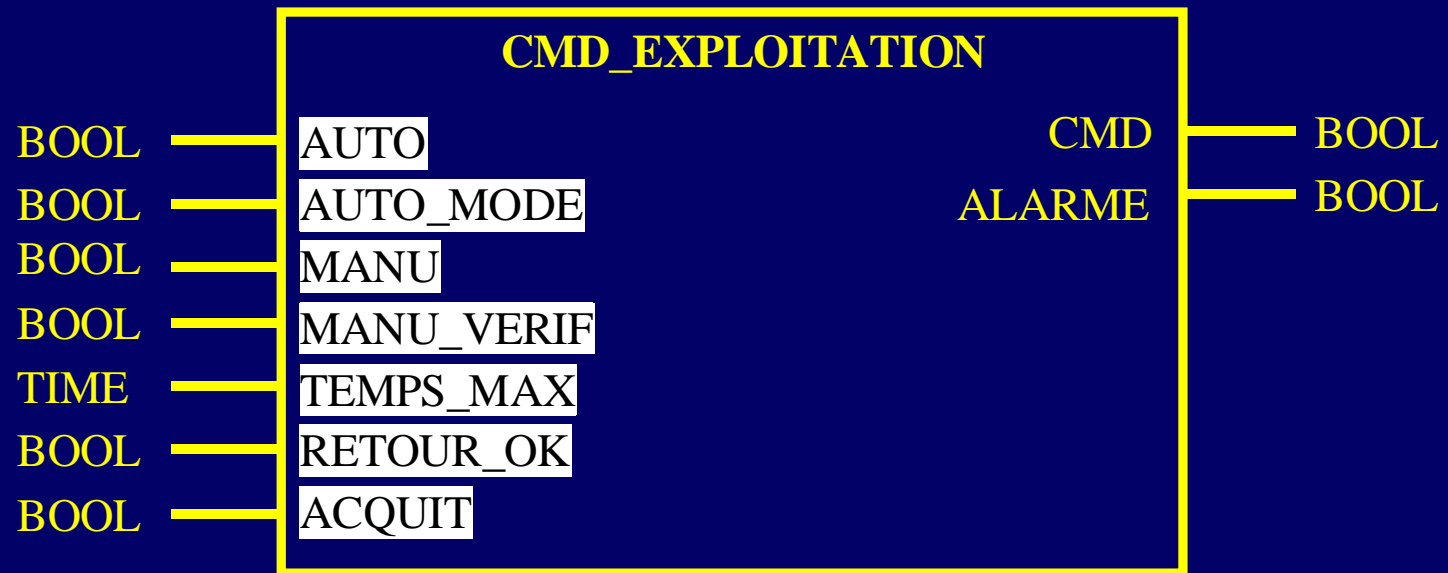 CMD_EXPLOITATION
BOOL AUTO CMD BOOL
BOOL AUTO_MODE ALARME BOOL
BOOL MANU
BOOL MANU_VERIF
TIME TEMPS_MAX
BOOL RETOUR_OK
BOOL ACQUIT